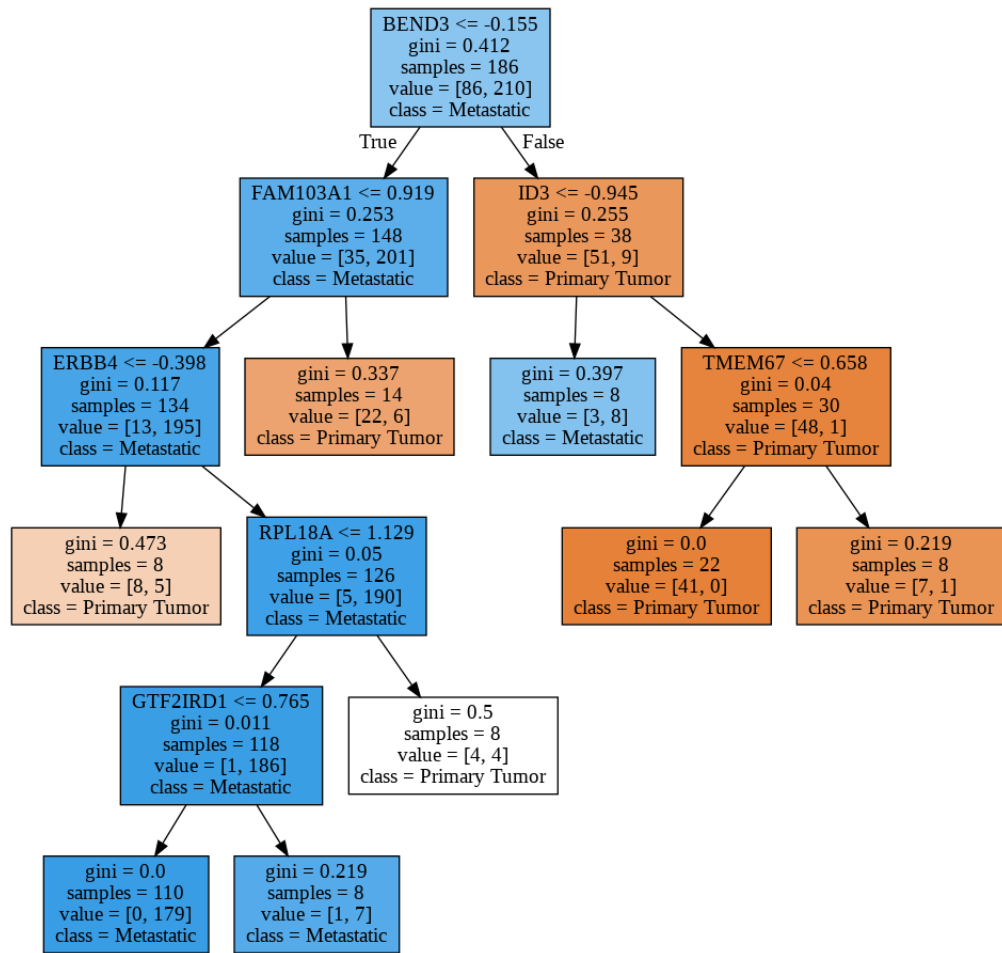 BEND3 <= -0.155
gini = 0.412
samples = 186
value = [86, 210]
class = Metastatic
True
False
FAM103A1 <= 0.919
gini = 0.253
samples = 148
value = [35, 201]
class = Metastatic
ID3 <= -0.945
gini = 0.255
samples = 38
value = [51, 9]
class = Primary Tumor
ERBB4 <= -0.398
gini = 0.117
samples = 134
value = [13, 195]
class = Metastatic
gini = 0.337
samples = 14
value = [22, 6]
class = Primary Tumor
gini = 0.397
samples = 8
value = [3, 8]
class = Metastatic
TMEM67 <= 0.658
gini = 0.04
samples = 30
value = [48, 1]
class = Primary Tumor
gini = 0.473
samples = 8
value = [8, 5]
class = Primary Tumor
RPL18A <= 1.129
gini = 0.05
samples = 126
value = [5, 190]
class = Metastatic
gini = 0.0
samples = 22
value = [41, 0]
class = Primary Tumor
gini = 0.219
samples = 8
value = [7, 1]
class = Primary Tumor
GTF2IRD1 <= 0.765
gini = 0.011
samples = 118
value = [1, 186]
class = Metastatic
gini = 0.5
samples = 8
value = [4, 4]
class = Primary Tumor
gini = 0.0
samples = 110
value = [0, 179]
class = Metastatic
gini = 0.219
samples = 8
value = [1, 7]
class = Metastatic